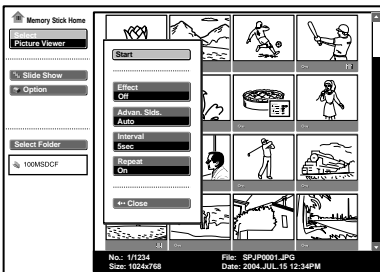 Memory Stick Home
Select
Picture Viewer
Slide Show
Option
Select Folder
100MSDCF
Start
Effect
Off
Advan. Slds.
Auto
Interval
5sec
Repeat
On
Close
No.: 1/1234
File: SPJP0001.JPG
Size: 1024x768
Date: 2004.JUL.15 12:34PM